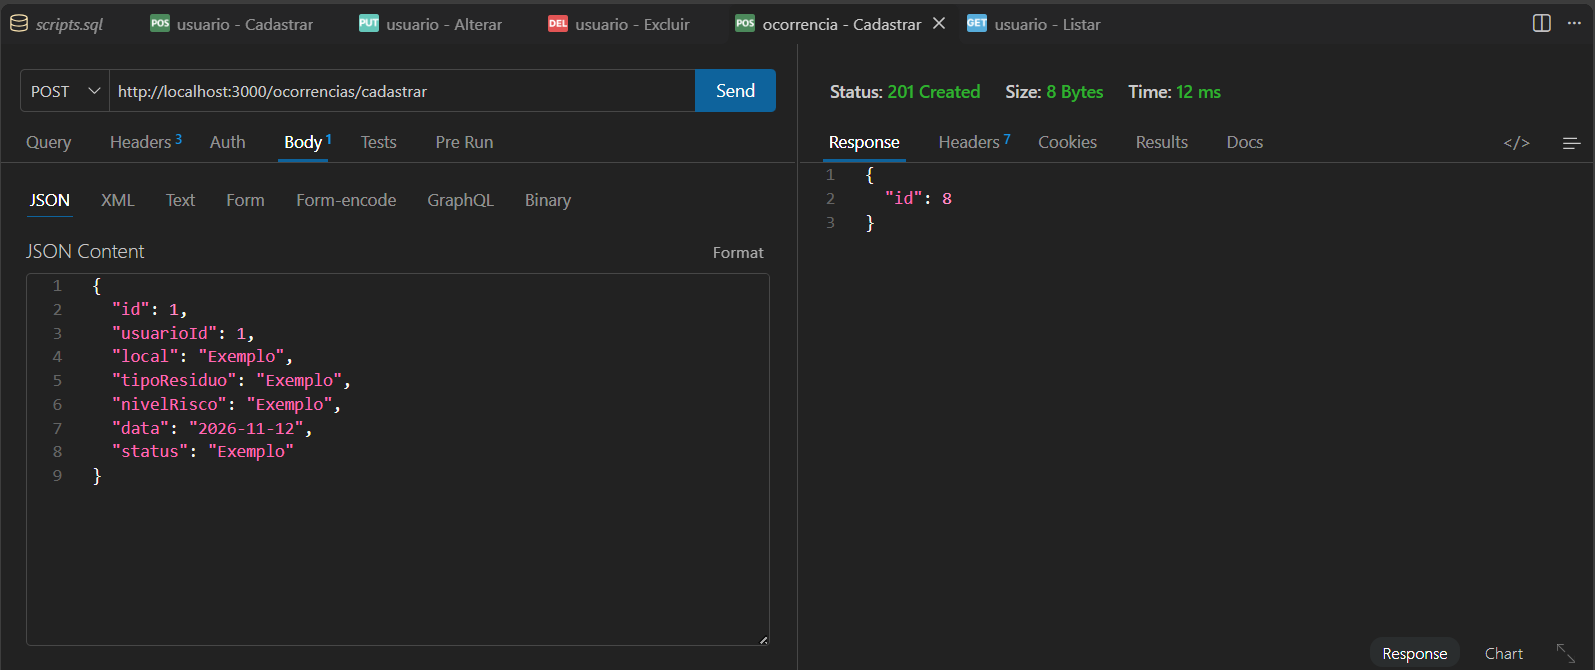 scripts.sql POS usuario - Cadastrar PUT usuario - Alterar DEL usuario - Excluir POS ocorrencia - Cadastrar GET usuario - Listar
POST http://localhost:3000/ocorrencias/cadastrar Send
Query Headers 3 Auth Body 1 Tests Pre Run
JSON XML Text Form Form-encode GraphQL Binary
JSON Content Format
1 {
2 "id": 1,
3 "usuarioId": 1,
4 "local": "Exemplo",
5 "tipoResiduo": "Exemplo",
6 "nivelRisco": "Exemplo",
7 "data": "2026-11-12",
8 "status": "Exemplo"
9 }
Status: 201 Created Size: 8 Bytes Time: 12 ms
Response Headers 7 Cookies Results Docs </>
1 {
2 "id": 8
3 }
Response Chart